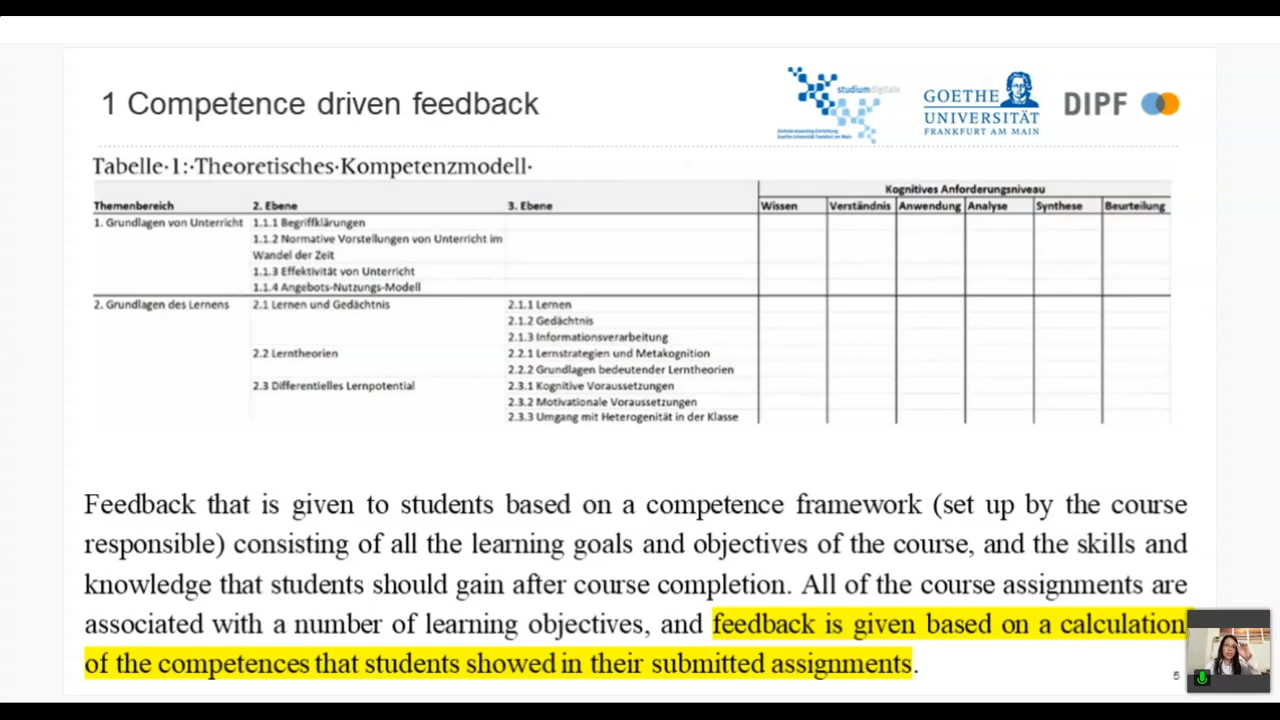 1 Competence driven feedback
studiumdigitale
GOETHE
UNIVERSITÄT
FRANKFURT AM MAIN
DIPF
Tabelle·1:·Theoretisches·Kompetenzmodell·
Kognitives Anforderungsniveau
Themenbereich 2. Ebene 3. Ebene Wissen Verständnis Anwendung Analyse Synthese Beurteilung
1. Grundlagen von Unterricht 1.1.1 Begriffklärungen
1.1.2 Normative Vorstellungen von Unterricht im
Wandel der Zeit
1.1.3 Effektivität von Unterricht
1.1.4 Angebots-Nutzungs-Modell
2. Grundlagen des Lernens 2.1 Lernen und Gedächtnis 2.1.1 Lernen
2.1.2 Gedächtnis
2.1.3 Informationsverarbeitung
2.2 Lerntheorien 2.2.1 Lernstrategien und Metakognition
2.2.2 Grundlagen bedeutender Lerntheorien
2.3 Differentielles Lernpotential 2.3.1 Kognitive Voraussetzungen
2.3.2 Motivationale Voraussetzungen
2.3.3 Umgang mit Heterogenität in der Klasse
Feedback that is given to students based on a competence framework (set up by the course
responsible) consisting of all the learning goals and objectives of the course, and the skills and
knowledge that students should gain after course completion. All of the course assignments are
associated with a number of learning objectives, and feedback is given based on a calculation
of the competences that students showed in their submitted assignments.
5